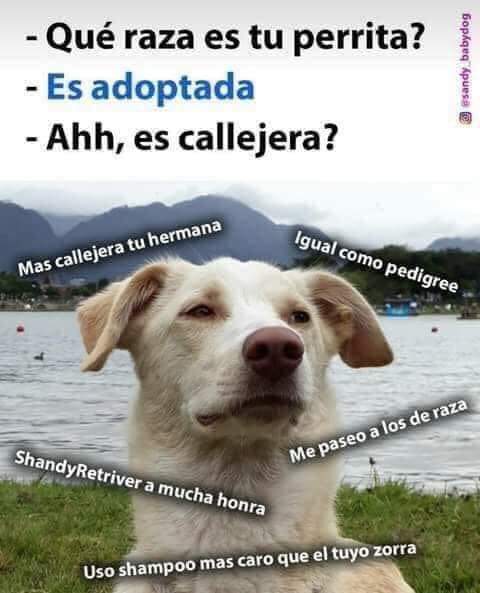 - Qué raza es tu perrita?
- Es adoptada
- Ahh, es callejera?
@sandy_babydog
Mas callejera tu hermana
Igual como pedigree
Me paseo a los de raza
ShandyRetriver a mucha honra
Uso shampoo mas caro que el tuyo zorra